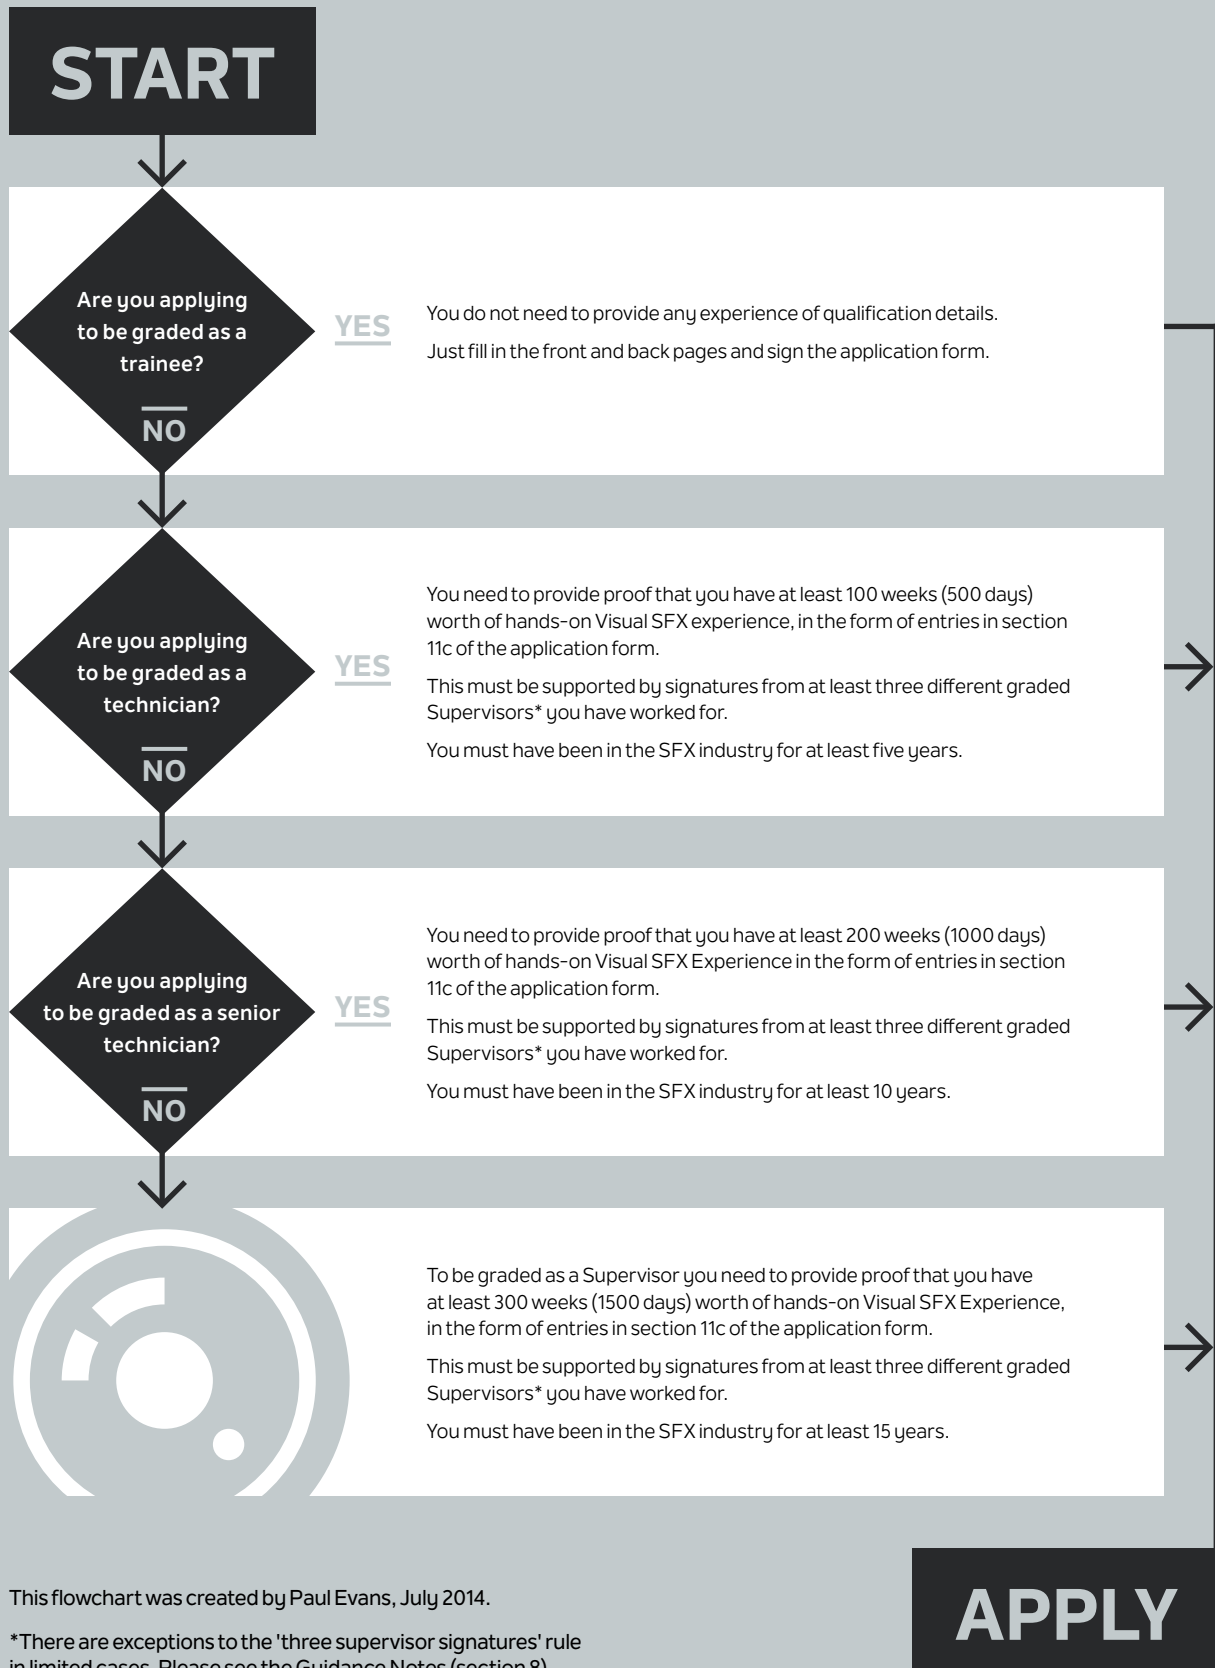 START
Are you applying
to be graded as a
trainee?
NO
YES
You do not need to provide any experience of qualification details.
Just fill in the front and back pages and sign the application form.
Are you applying
to be graded as a
technician?
NO
YES
You need to provide proof that you have at least 100 weeks (500 days)
worth of hands-on Visual SFX experience, in the form of entries in section
11c of the application form.
This must be supported by signatures from at least three different graded
Supervisors* you have worked for.
You must have been in the SFX industry for at least five years.
Are you applying
to be graded as a senior
technician?
NO
YES
You need to provide proof that you have at least 200 weeks (1000 days)
worth of hands-on Visual SFX Experience in the form of entries in section
11c of the application form.
This must be supported by signatures from at least three different graded
Supervisors* you have worked for.
You must have been in the SFX industry for at least 10 years.
To be graded as a Supervisor you need to provide proof that you have
at least 300 weeks (1500 days) worth of hands-on Visual SFX Experience,
in the form of entries in section 11c of the application form.
This must be supported by signatures from at least three different graded
Supervisors* you have worked for.
You must have been in the SFX industry for at least 15 years.
This flowchart was created by Paul Evans, July 2014.
*There are exceptions to the 'three supervisor signatures' rule
in limited cases. Please see the Guidance Notes (section 8)
APPLY